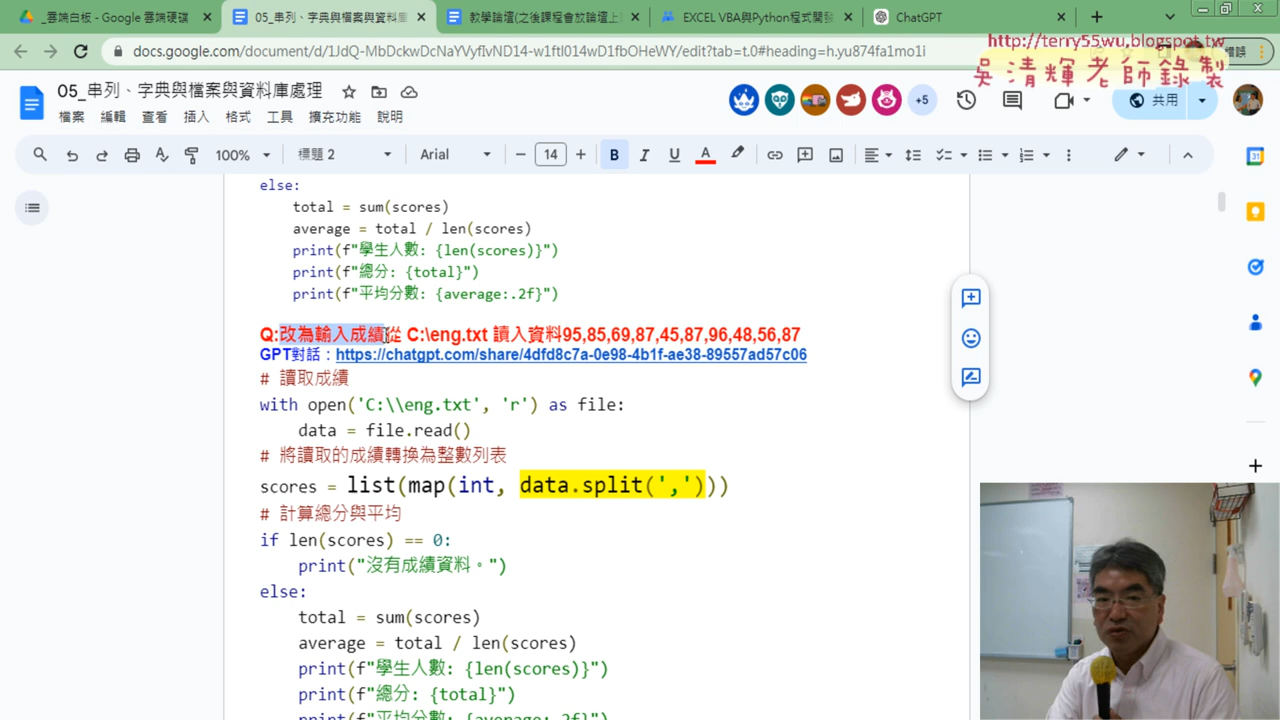 _雲端白板 - Google 雲端硬碟
05_串列、字典與檔案與資料庫
教學論壇(之後課程會放論壇上
EXCEL VBA與Python程式開發
ChatGPT
docs.google.com/document/d/1JdQ-MbDckwDcNaYVyfIvND14-w1ftl014wD1fbOHeWY/edit?tab=t.0#heading=h.yu874fa1mo1i
http://terry55wu.blogspot.tw
吳清輝老師錄製
05_串列、字典與檔案與資料庫處理
+5
共用
檔案 編輯 查看 插入 格式 工具 擴充功能 說明
100% 標題 2 Arial 14 B I U A
else:
total = sum(scores)
average = total / len(scores)
print(f"學生人數: {len(scores)}")
print(f"總分: {total}")
print(f"平均分數: {average:.2f}")
Q:改為輸入成績從 C:\eng.txt 讀入資料95,85,69,87,45,87,96,48,56,87
GPT對話：https://chatgpt.com/share/4dfd8c7a-0e98-4b1f-ae38-89557ad57c06
# 讀取成績
with open('C:\\eng.txt', 'r') as file:
data = file.read()
# 將讀取的成績轉換為整數列表
scores = list(map(int, data.split(',')))
# 計算總分與平均
if len(scores) == 0:
print("沒有成績資料。")
else:
total = sum(scores)
average = total / len(scores)
print(f"學生人數: {len(scores)}")
print(f"總分: {total}")
print(f"平均分數: {average:.2f}")